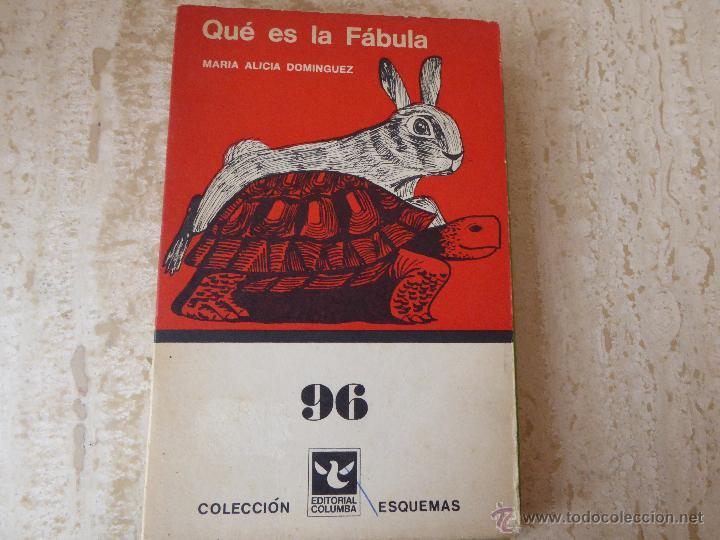 Qué es la Fábula
MARIA ALICIA DOMINGUEZ
96
COLECCIÓN
EDITORIAL
COLUMBA
ESQUEMAS
© www.todocoleccion.net